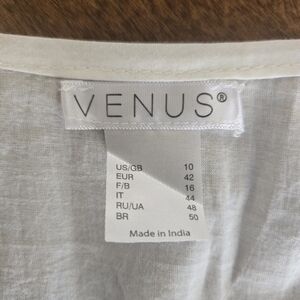 VENUS®
US/GB 10
EUR 42
F/B 16
IT 44
RU/UA 48
BR 50
Made in India